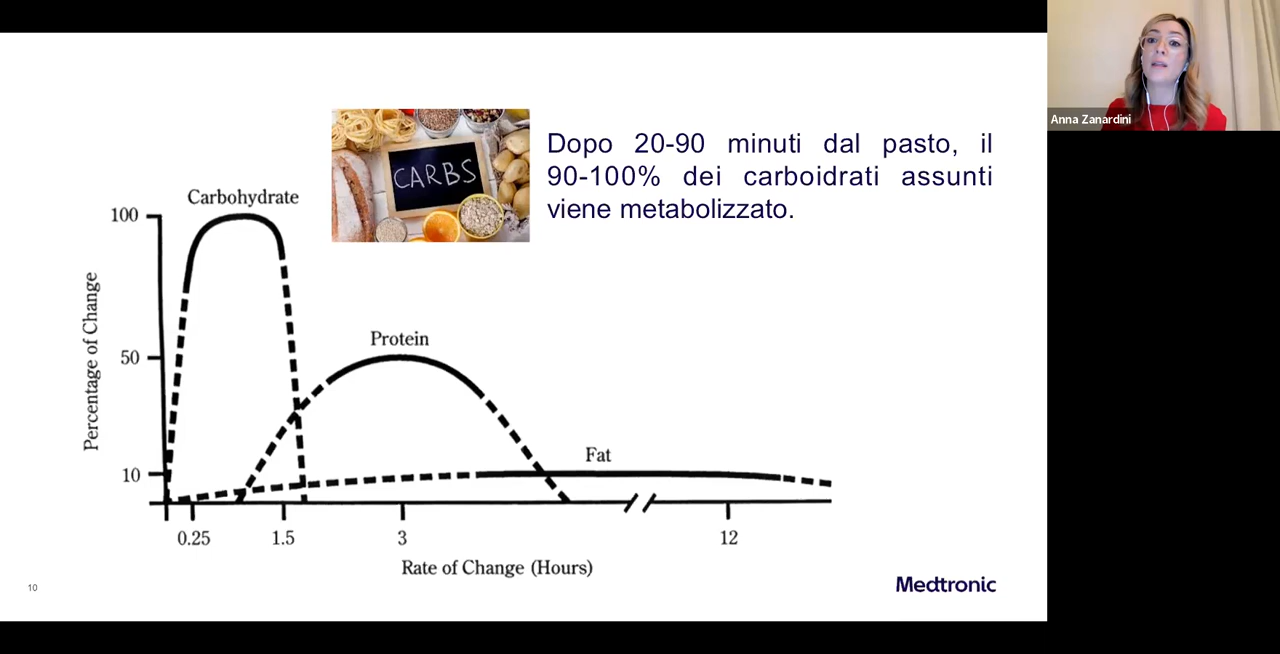 Anna Zanardini
CARBS
Dopo 20-90 minuti dal pasto, il
90-100% dei carboidrati assunti
viene metabolizzato.
Carbohydrate
100
Protein
50
Percentage of Change
Fat
10
0.25 1.5 3 12
Rate of Change (Hours)
10
Medtronic